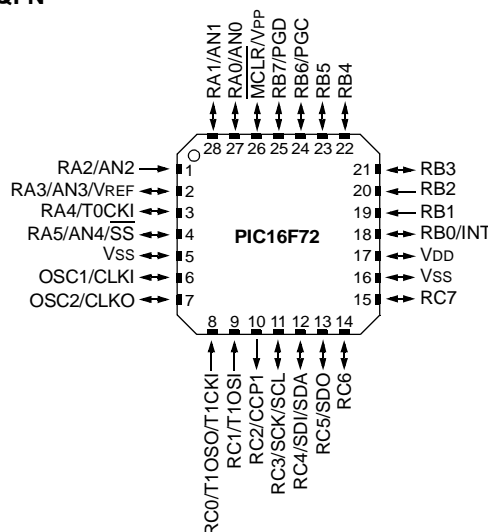 RA1/AN1
RA0/AN0
MCLR/VPP
RB7/PGD
RB6/PGC
RB5
RB4
28 27 26 25 24 23 22
RA2/AN2 1
RA3/AN3/VREF 2
RA4/T0CKI 3
RA5/AN4/SS 4
VSS 5
OSC1/CLKI 6
OSC2/CLKO 7
PIC16F72
21 RB3
20 RB2
19 RB1
18 RB0/INT
17 VDD
16 VSS
15 RC7
8 9 10 11 12 13 14
RC0/T1OSO/T1CKI
RC1/T1OSI
RC2/CCP1
RC3/SCK/SCL
RC4/SDI/SDA
RC5/SDO
RC6